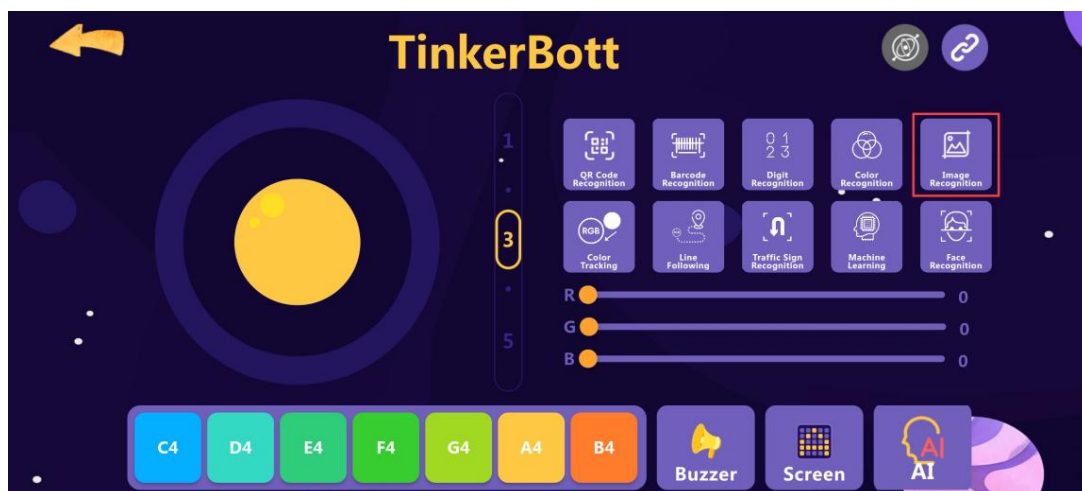 TinkerBott
1
3
5
QR Code
Recognition
Barcode
Recognition
0 1
2 3
Digit
Recognition
Color
Recognition
Image
Recognition
RGB
Color
Tracking
Line
Following
Traffic Sign
Recognition
Machine
Learning
Face
Recognition
R 0
G 0
B 0
C4 D4 E4 F4 G4 A4 B4
Buzzer
Screen
AI
AI